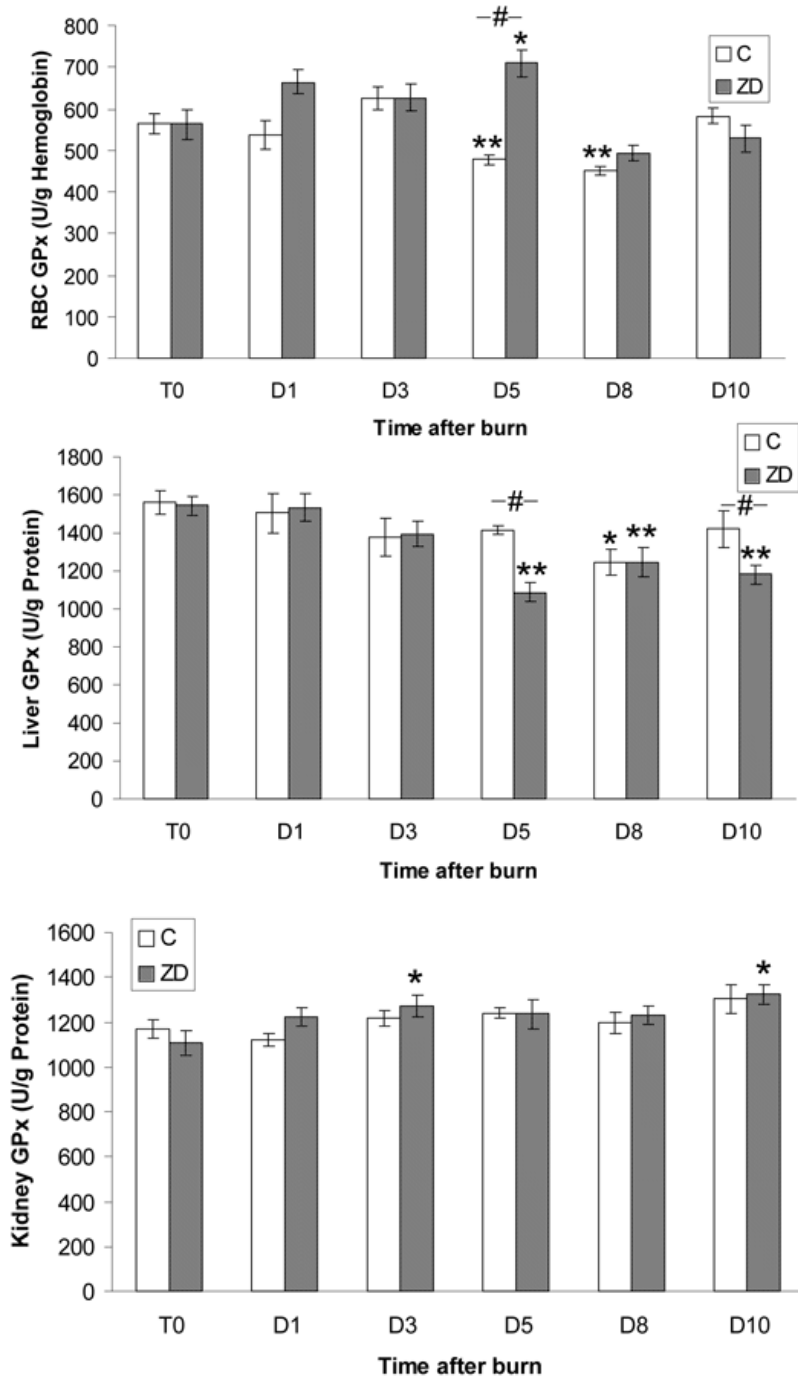 RBC GPx (U/g Hemoglobin)
800
700
600
500
400
300
200
100
0
–#–
*
**
**
C
ZD
T0 D1 D3 D5 D8 D10
Time after burn
Liver GPx (U/g Protein)
1800
1600
1400
1200
1000
800
600
400
200
0
C
ZD
–#–
–#–
* **
**
**
T0 D1 D3 D5 D8 D10
Time after burn
Kidney GPx (U/g Protein)
1600
1400
1200
1000
800
600
400
200
0
C
ZD
*
*
T0 D1 D3 D5 D8 D10
Time after burn